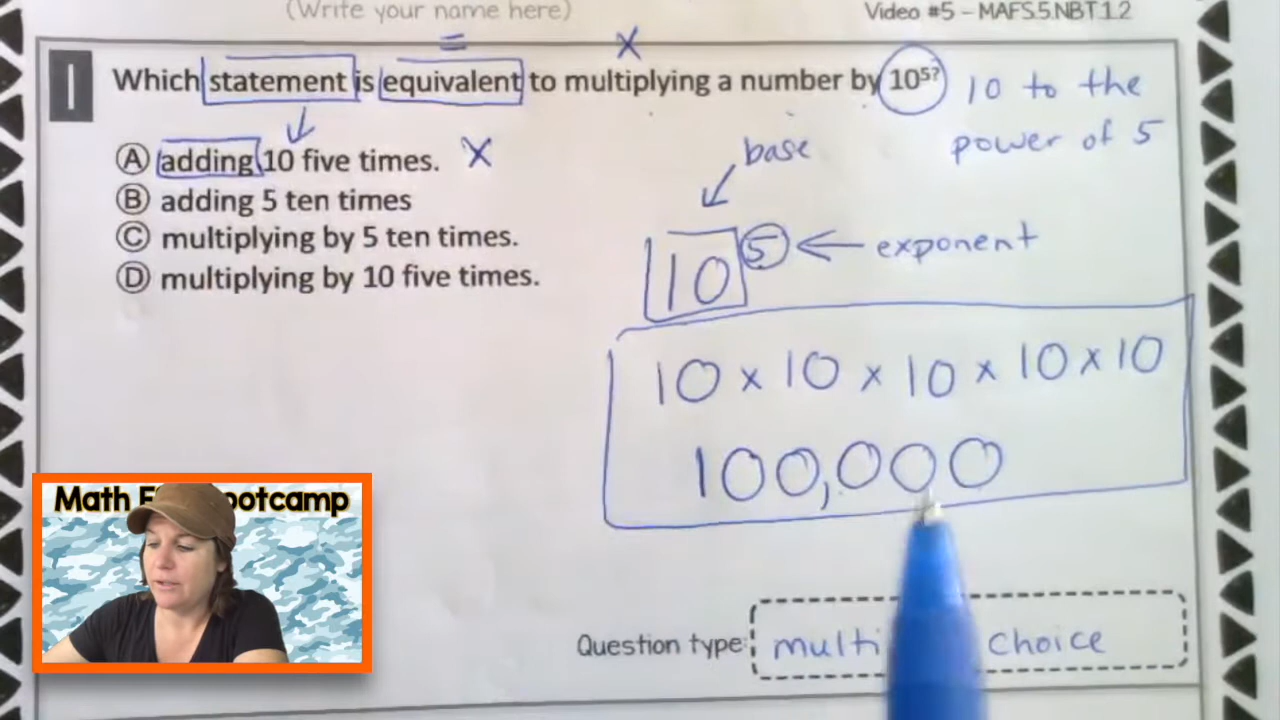 (Write your name here)
Video #5 – MAFS.5.NBT.1.2
=
X
1
Which statement is equivalent to multiplying a number by 10⁵?
10 to the
power of 5
Ⓐ adding 10 five times. X
Ⓑ adding 5 ten times
Ⓒ multiplying by 5 ten times.
Ⓓ multiplying by 10 five times.
base
10⁵ ← exponent
10 x 10 x 10 x 10 x 10
100,000
Math ootcamp
Question type: multi choice